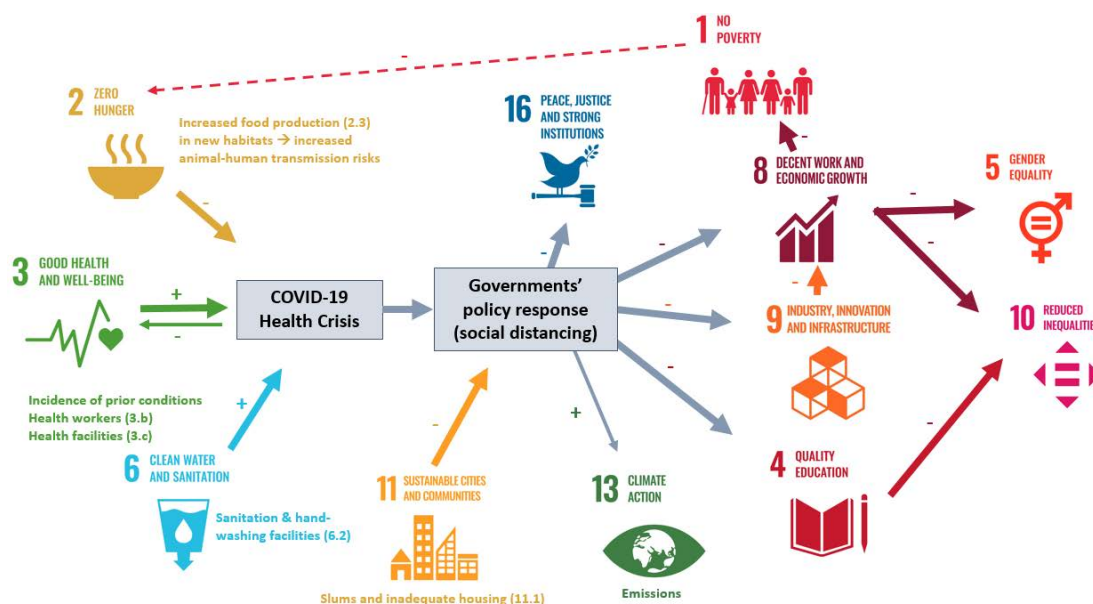 1 NO
POVERTY
-
2 ZERO
HUNGER
Increased food production (2.3)
in new habitats → increased
animal-human transmission risks
-
16 PEACE, JUSTICE
AND STRONG
INSTITUTIONS
-
8 DECENT WORK AND
ECONOMIC GROWTH
-
5 GENDER
EQUALITY
-
-
3 GOOD HEALTH
AND WELL-BEING
+
-
COVID-19
Health Crisis
Governments'
policy response
(social distancing)
-
-
-
-
9 INDUSTRY, INNOVATION
AND INFRASTRUCTURE
-
10 REDUCED
INEQUALITIE
Incidence of prior conditions
Health workers (3.b)
Health facilities (3.c)
+
-
+
-
6 CLEAN WATER
AND SANITATION
Sanitation & hand-
washing facilities (6.2)
11 SUSTAINABLE CITIES
AND COMMUNITIES
Slums and inadequate housing (11.1)
13 CLIMATE
ACTION
Emissions
4 QUALITY
EDUCATION